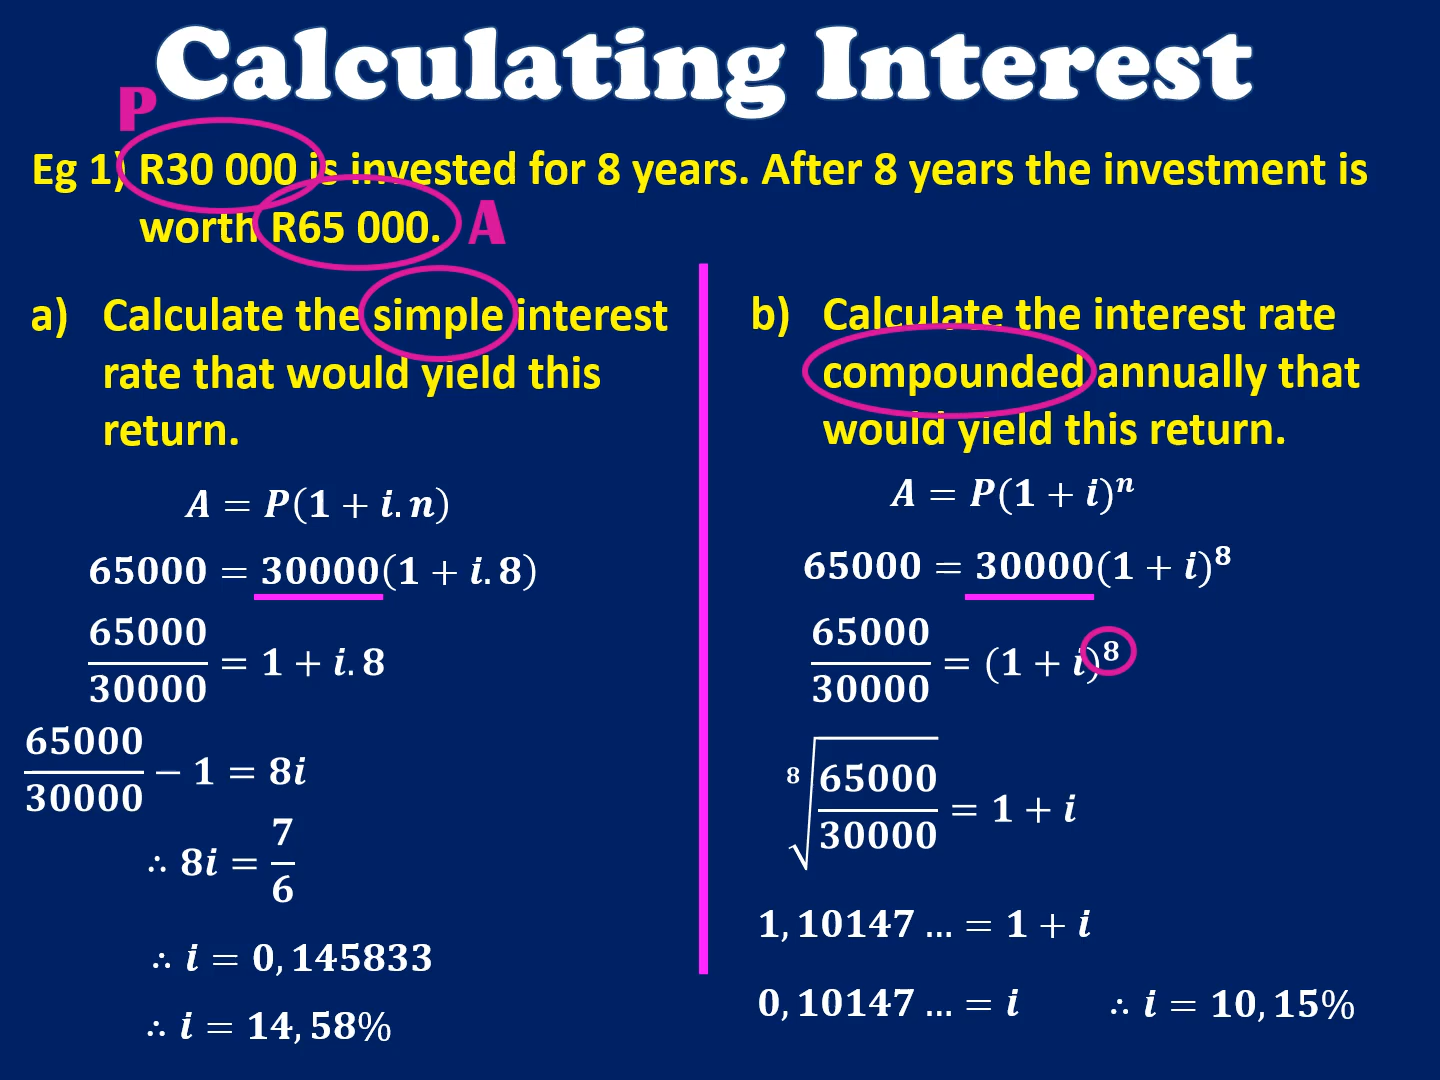 Calculating Interest
P
Eg 1) R30 000 is invested for 8 years. After 8 years the investment is
worth R65 000. A
a) Calculate the simple interest
rate that would yield this
return.
A = P(1 + i.n)
65000 = 30000(1 + i.8)
65000/30000 = 1 + i.8
65000/30000 − 1 = 8i
∴ 8i = 7/6
∴ i = 0,145833
∴ i = 14,58%
b) Calculate the interest rate
compounded annually that
would yield this return.
A = P(1 + i)ⁿ
65000 = 30000(1 + i)⁸
65000/30000 = (1 + i)⁸
⁸√(65000/30000) = 1 + i
1,10147 ... = 1 + i
0,10147 ... = i ∴ i = 10,15%